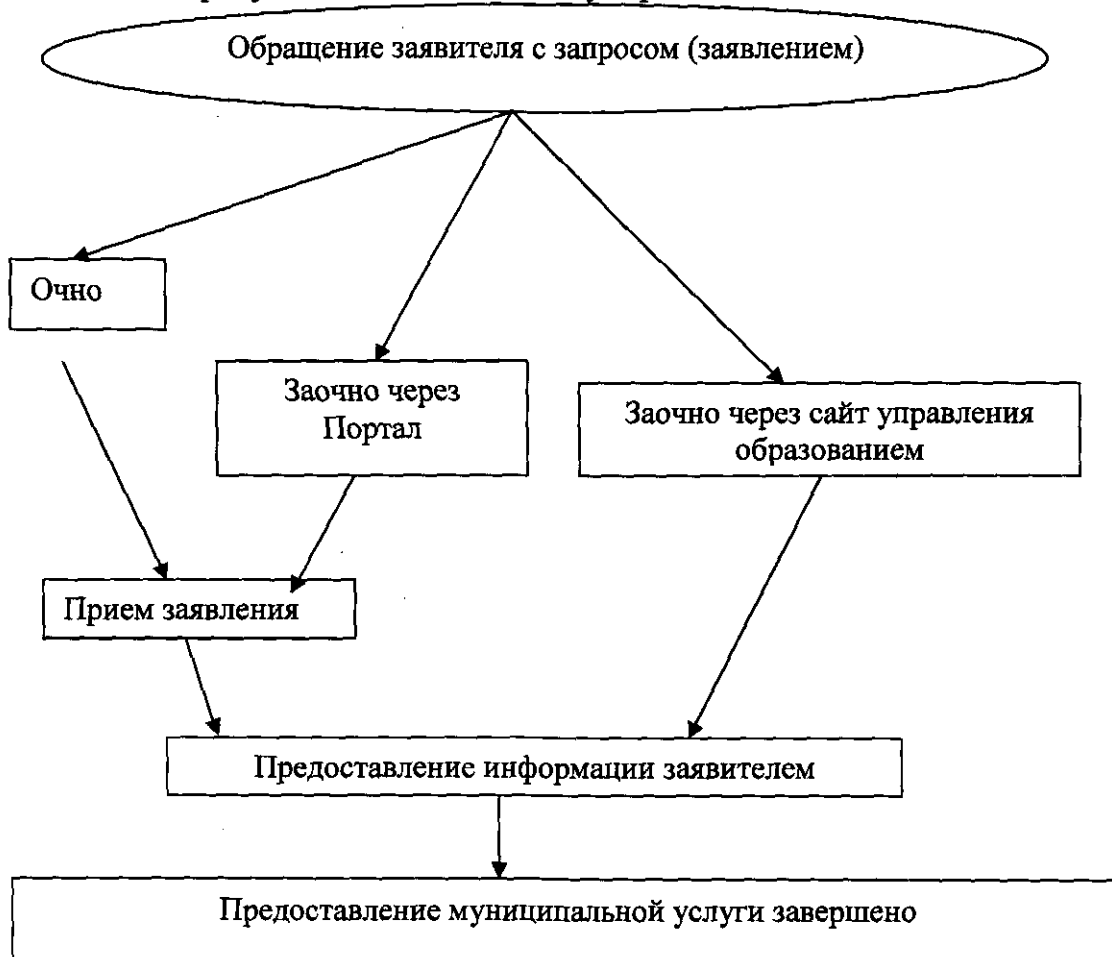 Обращение заявителя с запросом (заявлением)
Очно
Заочно через
Портал
Заочно через сайт управления
образованием
Прием заявления
Предоставление информации заявителем
Предоставление муниципальной услуги завершено